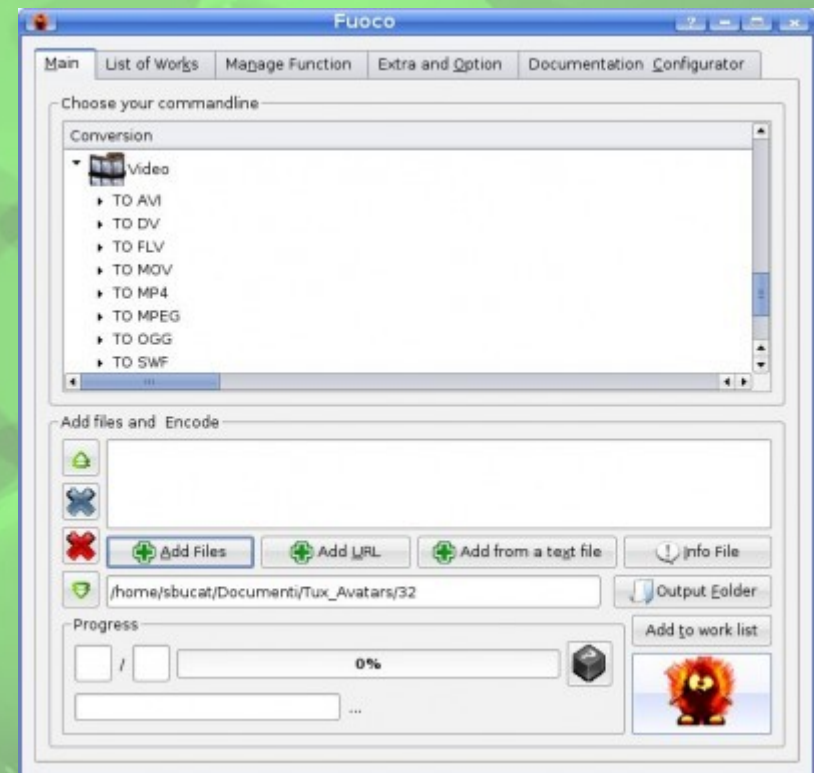 Fuoco
Main List of Works Manage Function Extra and Option Documentation Configurator
Choose your commandline
Conversion
Video
TO AVI
TO DV
TO FLV
TO MOV
TO MP4
TO MPEG
TO OGG
TO SWF
Add files and Encode
Add Files Add URL Add from a text file Info File
/home/sbucat/Documenti/Tux_Avatars/32 Output Folder
Progress Add to work list
/ 0%
...